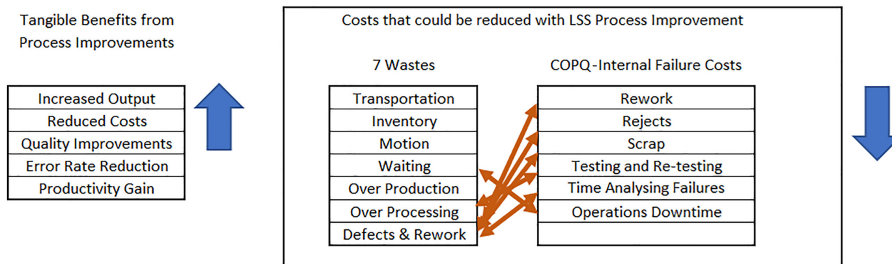 Tangible Benefits from
Process Improvements
Increased Output
Reduced Costs
Quality Improvements
Error Rate Reduction
Productivity Gain
Costs that could be reduced with LSS Process Improvement
7 Wastes
Transportation
Inventory
Motion
Waiting
Over Production
Over Processing
Defects & Rework
COPQ-Internal Failure Costs
Rework
Rejects
Scrap
Testing and Re-testing
Time Analysing Failures
Operations Downtime